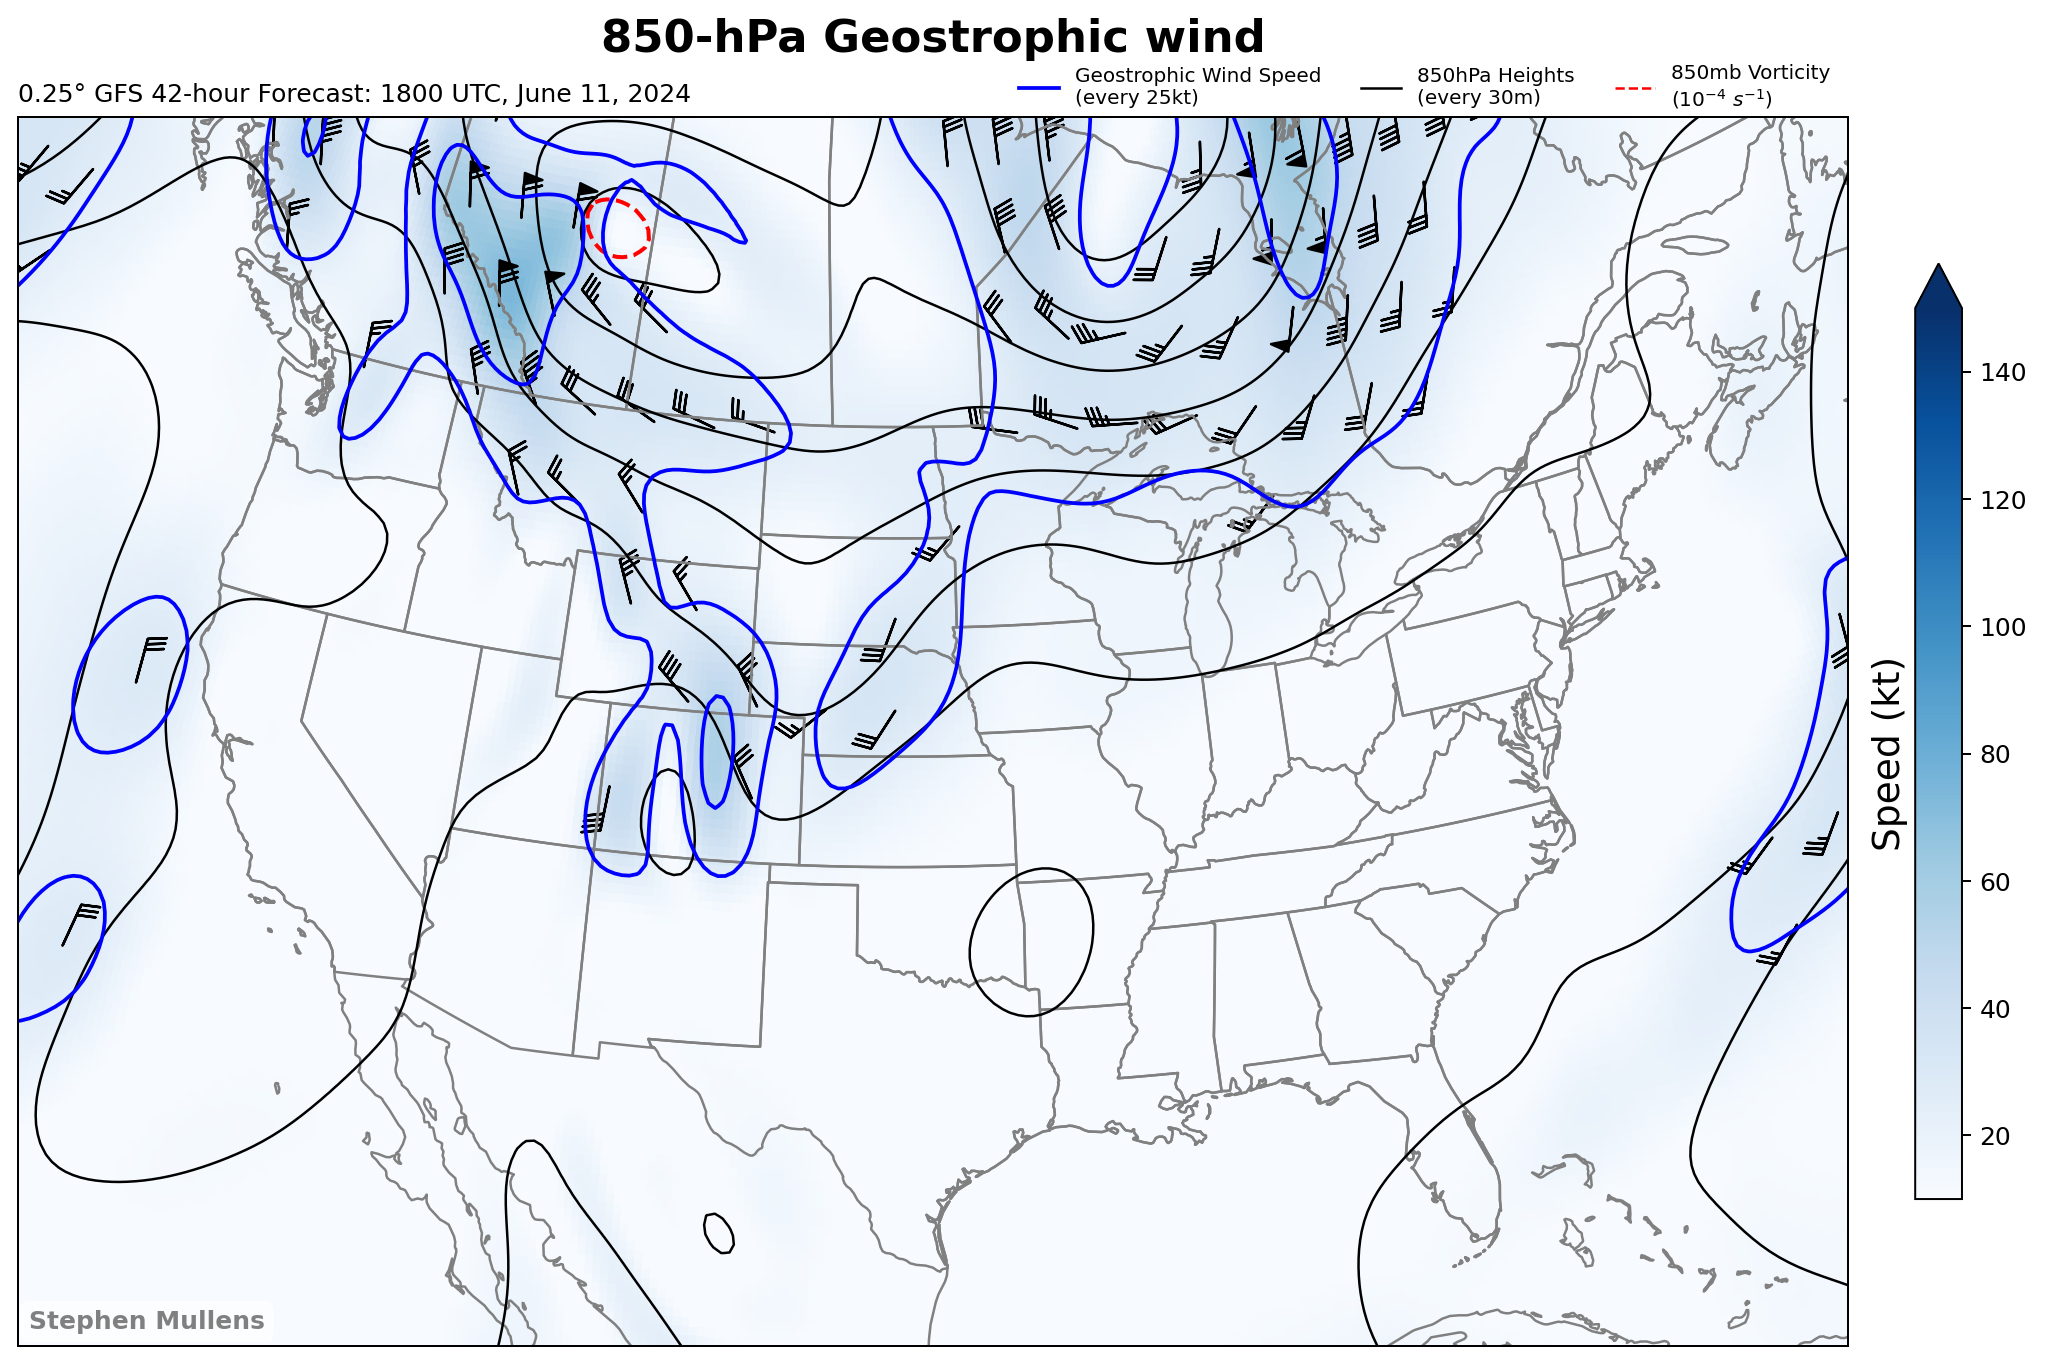 850-hPa Geostrophic wind
0.25° GFS 42-hour Forecast: 1800 UTC, June 11, 2024
Geostrophic Wind Speed
(every 25kt)
850hPa Heights
(every 30m)
850mb Vorticity
(10⁻⁴ s⁻¹)
140
120
100
80
60
40
20
Speed (kt)
Stephen Mullens